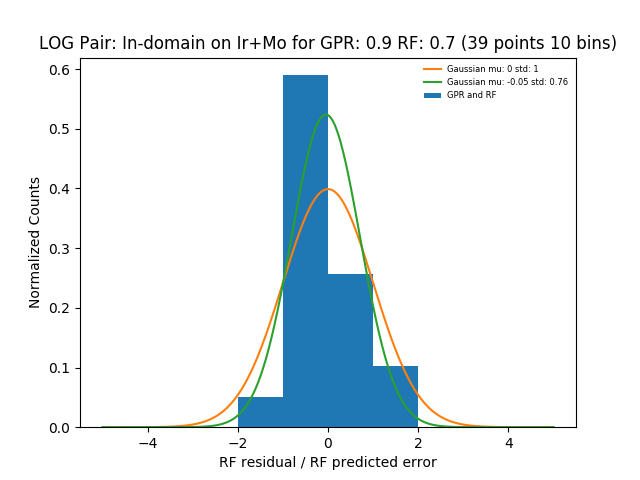 LOG Pair: In-domain on Ir+Mo for GPR: 0.9 RF: 0.7 (39 points 10 bins)
Gaussian mu: 0 std: 1
Gaussian mu: -0.05 std: 0.76
GPR and RF
Normalized Counts
0.6
0.5
0.4
0.3
0.2
0.1
0.0
−4
−2
0
2
4
RF residual / RF predicted error